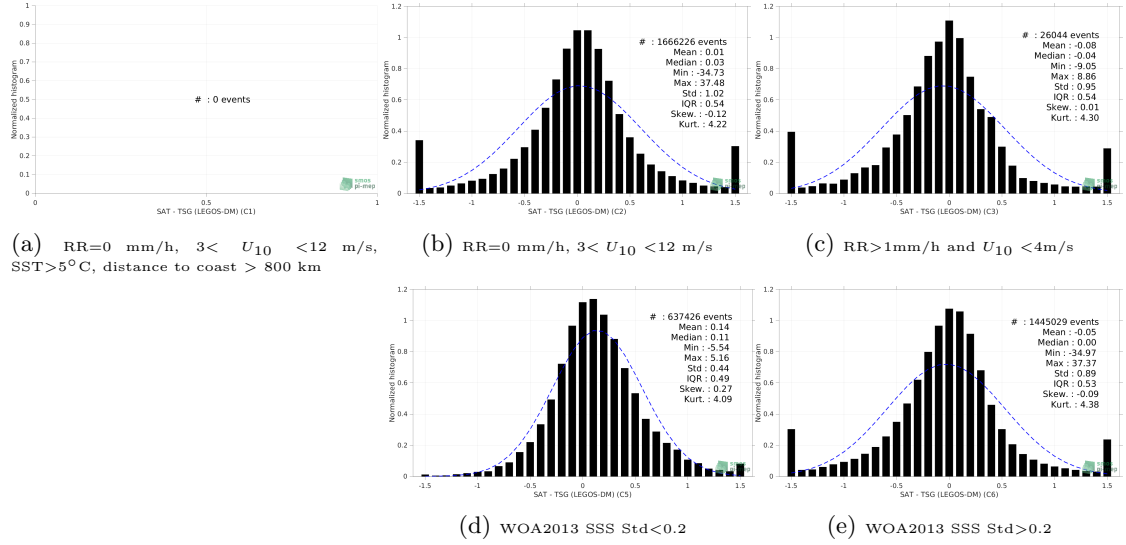 1
0.9
0.8
0.7
0.6
0.5
0.4
0.3
0.2
0.1
0
Normalized histogram
# : 0 events
smos
pi-mep
0 0.5 1
SAT - TSG (LEGOS-DM) (C1)
(a) RR=0 mm/h, 3< U10 <12 m/s,
SST>5°C, distance to coast > 800 km
1.2
1
0.8
0.6
0.4
0.2
0
Normalized histogram
# : 1666226 events
Mean : 0.01
Median : 0.03
Min : -34.73
Max : 37.48
Std : 1.02
IQR : 0.54
Skew. : -0.12
Kurt. : 4.22
smos
pi-mep
-1.5 -1 -0.5 0 0.5 1 1.5
SAT - TSG (LEGOS-DM) (C2)
(b) RR=0 mm/h, 3< U10 <12 m/s
1.2
1
0.8
0.6
0.4
0.2
0
Normalized histogram
# : 26044 events
Mean : -0.08
Median : -0.04
Min : -9.05
Max : 8.86
Std : 0.95
IQR : 0.54
Skew. : 0.01
Kurt. : 4.30
smos
pi-mep
-1.5 -1 -0.5 0 0.5 1 1.5
SAT - TSG (LEGOS-DM) (C3)
(c) RR>1mm/h and U10 <4m/s
1.2
1
0.8
0.6
0.4
0.2
0
Normalized histogram
# : 637426 events
Mean : 0.14
Median : 0.11
Min : -5.54
Max : 5.16
Std : 0.44
IQR : 0.49
Skew. : 0.27
Kurt. : 4.09
smos
pi-mep
-1.5 -1 -0.5 0 0.5 1 1.5
SAT - TSG (LEGOS-DM) (C5)
(d) WOA2013 SSS Std<0.2
1.2
1
0.8
0.6
0.4
0.2
0
Normalized histogram
# : 1445029 events
Mean : -0.05
Median : 0.00
Min : -34.97
Max : 37.37
Std : 0.89
IQR : 0.53
Skew. : -0.09
Kurt. : 4.38
smos
pi-mep
-1.5 -1 -0.5 0 0.5 1 1.5
SAT - TSG (LEGOS-DM) (C6)
(e) WOA2013 SSS Std>0.2